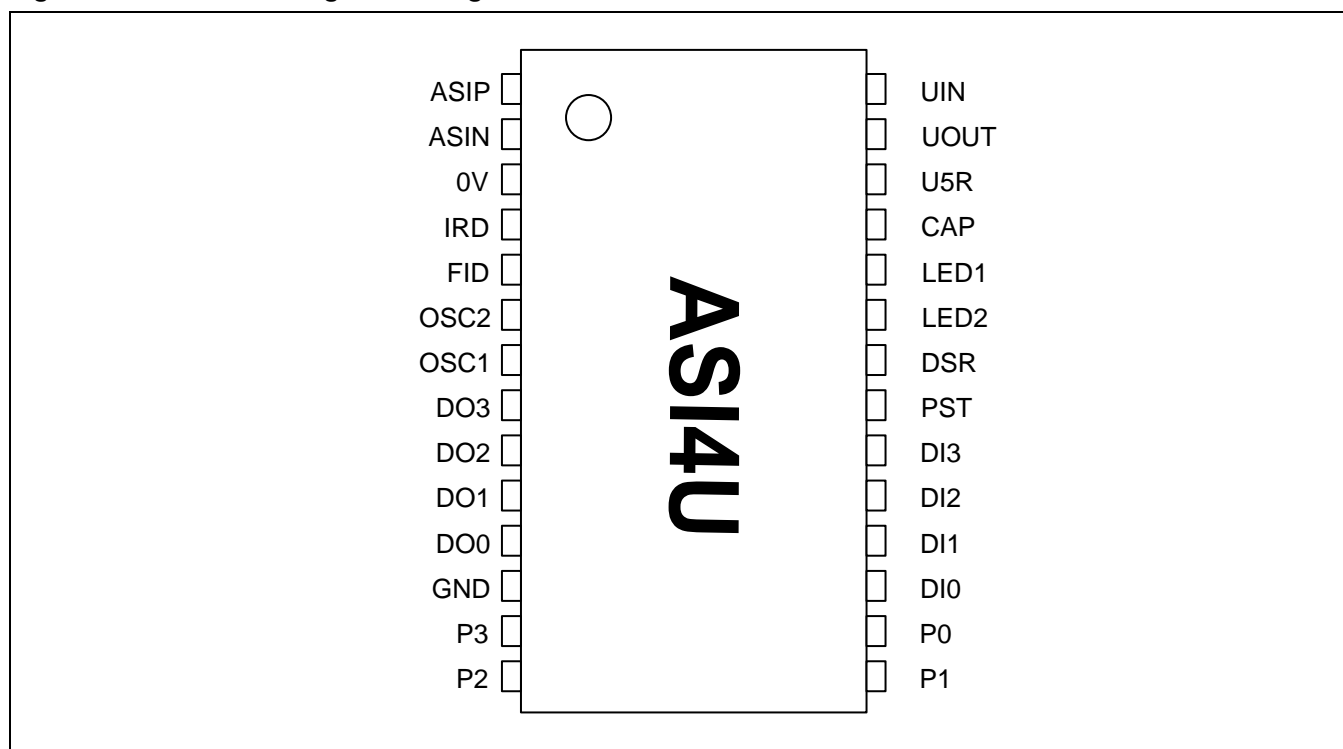 ASIP
ASIN
0V
IRD
FID
OSC2
OSC1
DO3
DO2
DO1
DO0
GND
P3
P2
ASI4U
UIN
UOUT
U5R
CAP
LED1
LED2
DSR
PST
DI3
DI2
DI1
DI0
P0
P1